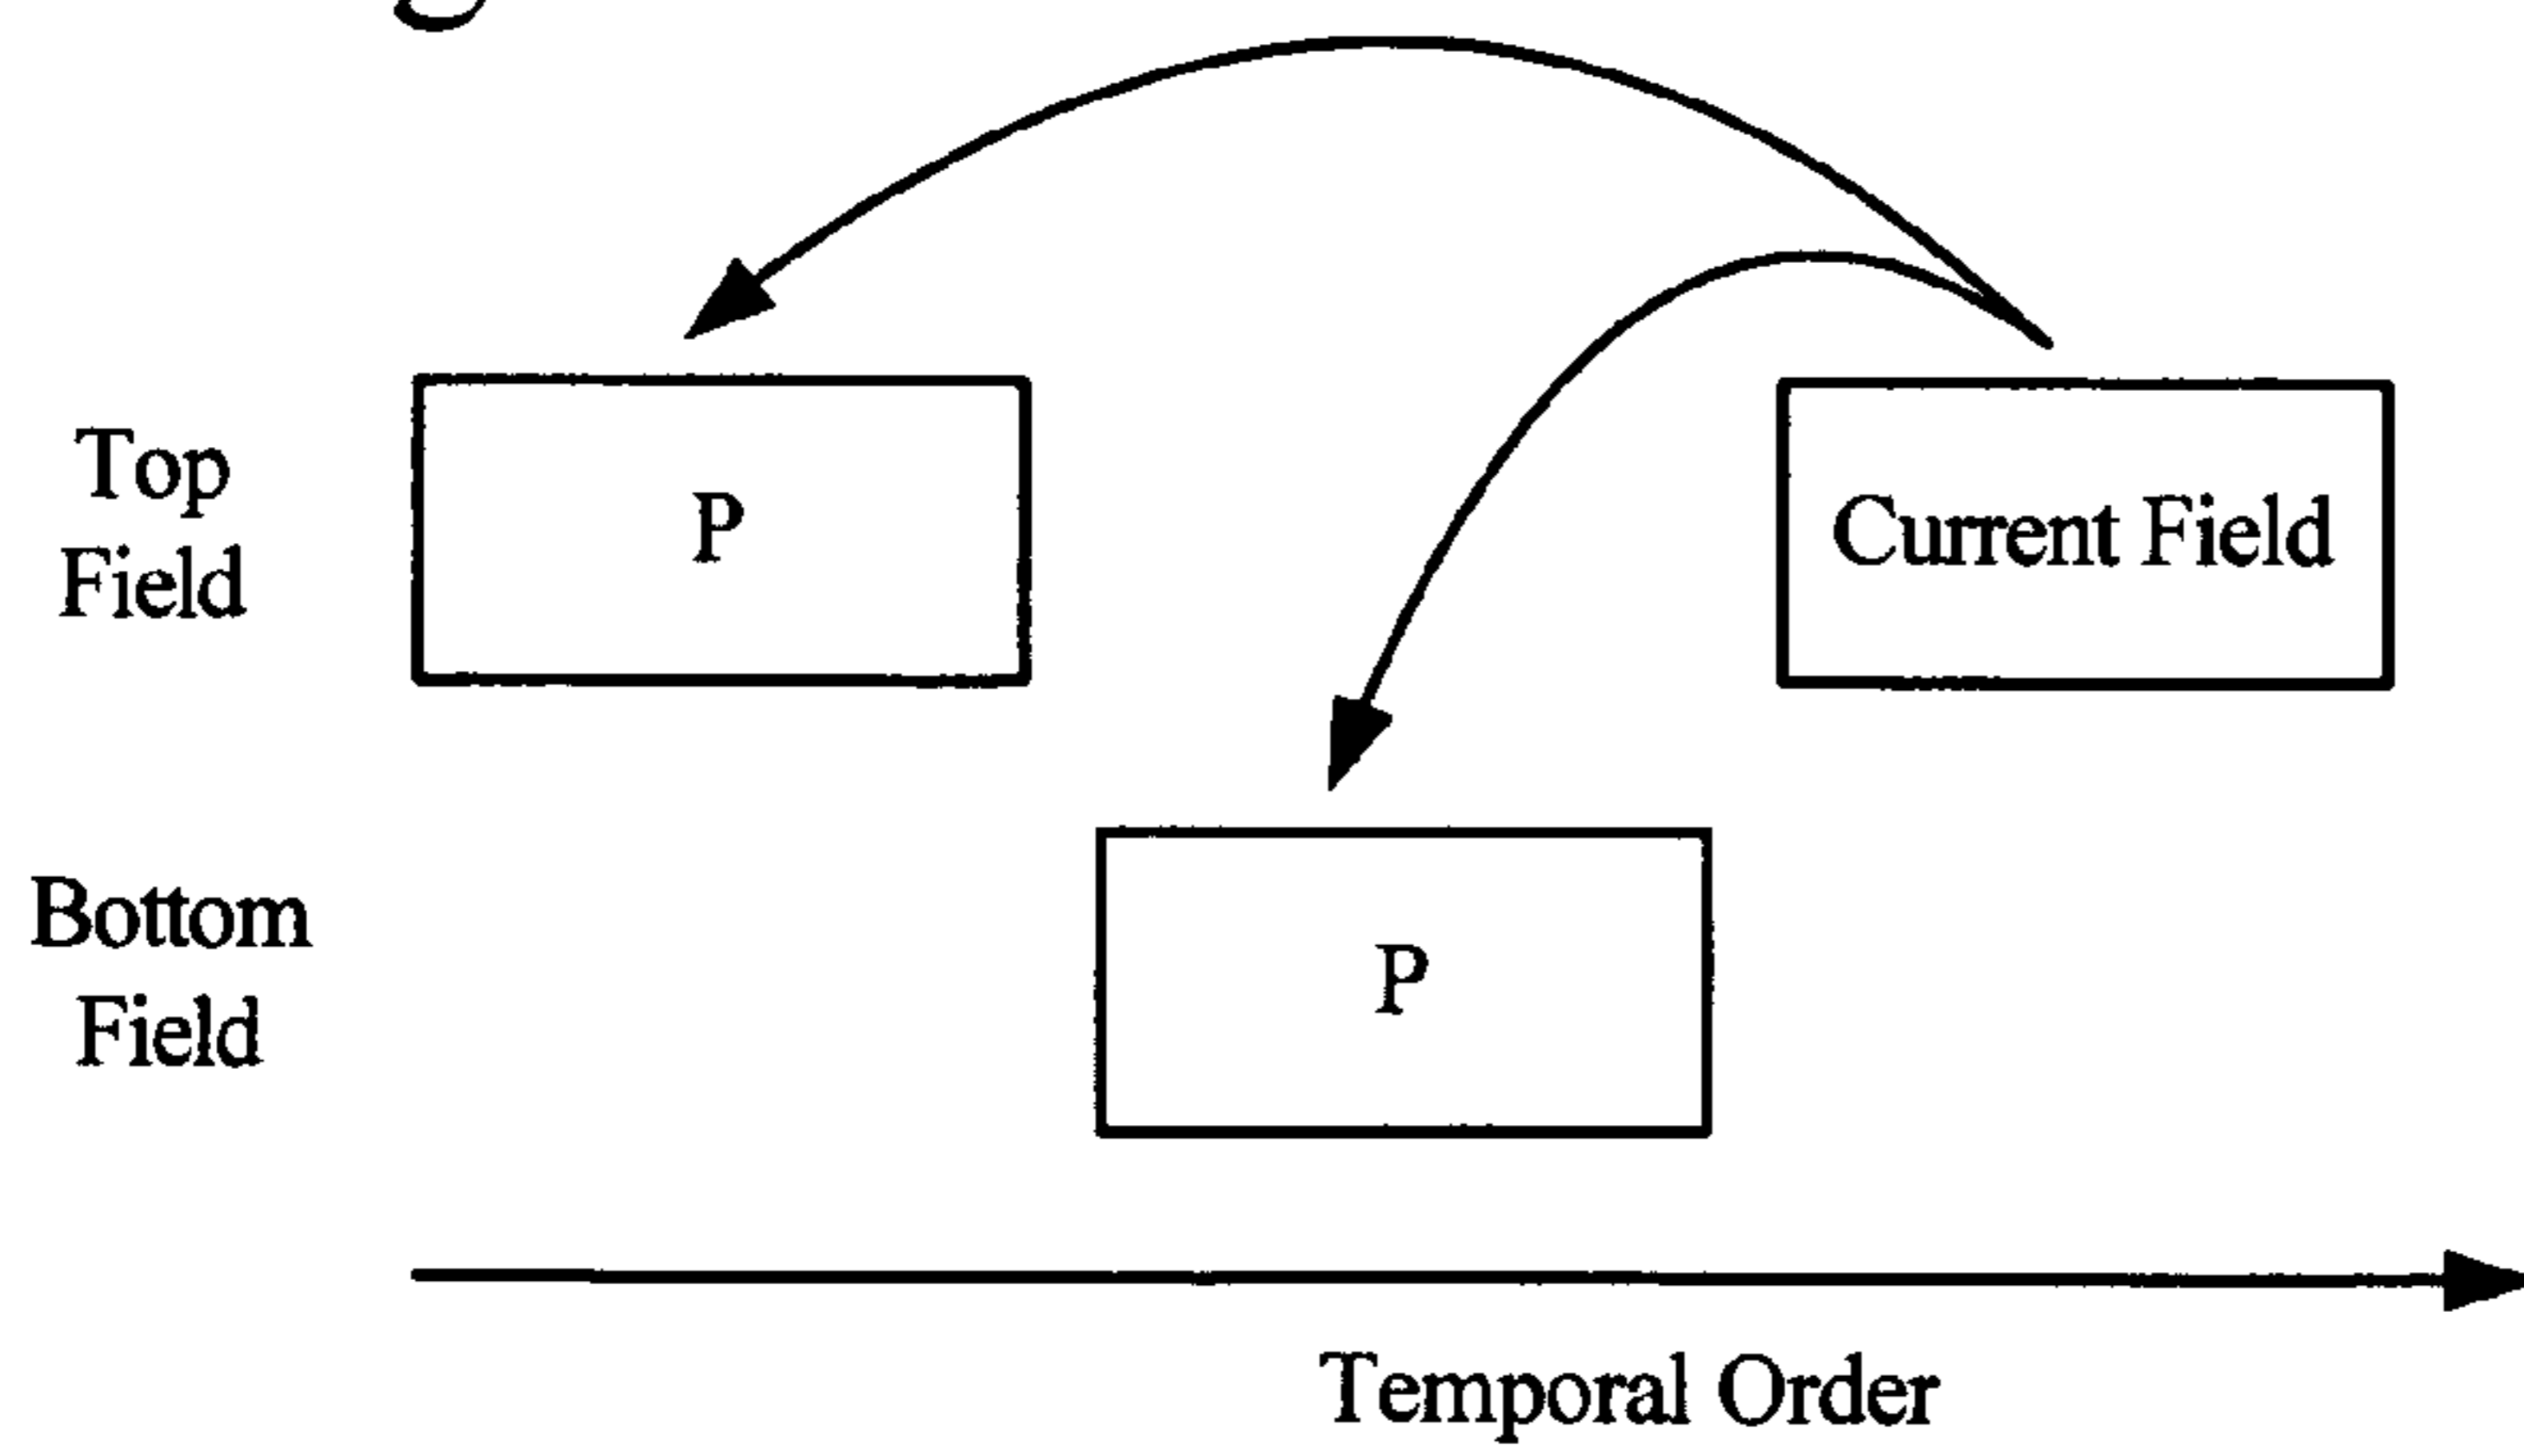 Top
Field
P
Current Field
Bottom
Field
P
Temporal Order